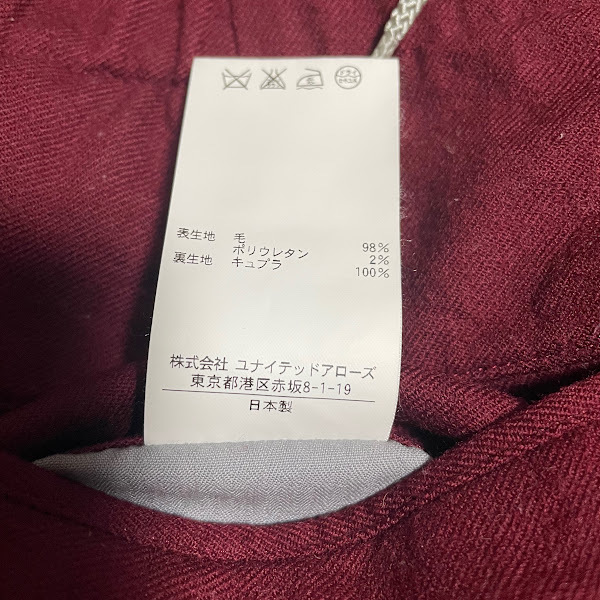 表生地 毛 98%
ポリウレタン 2%
裏生地 キュプラ 100%
株式会社 ユナイテッドアローズ
東京都港区赤坂8-1-19
日本製